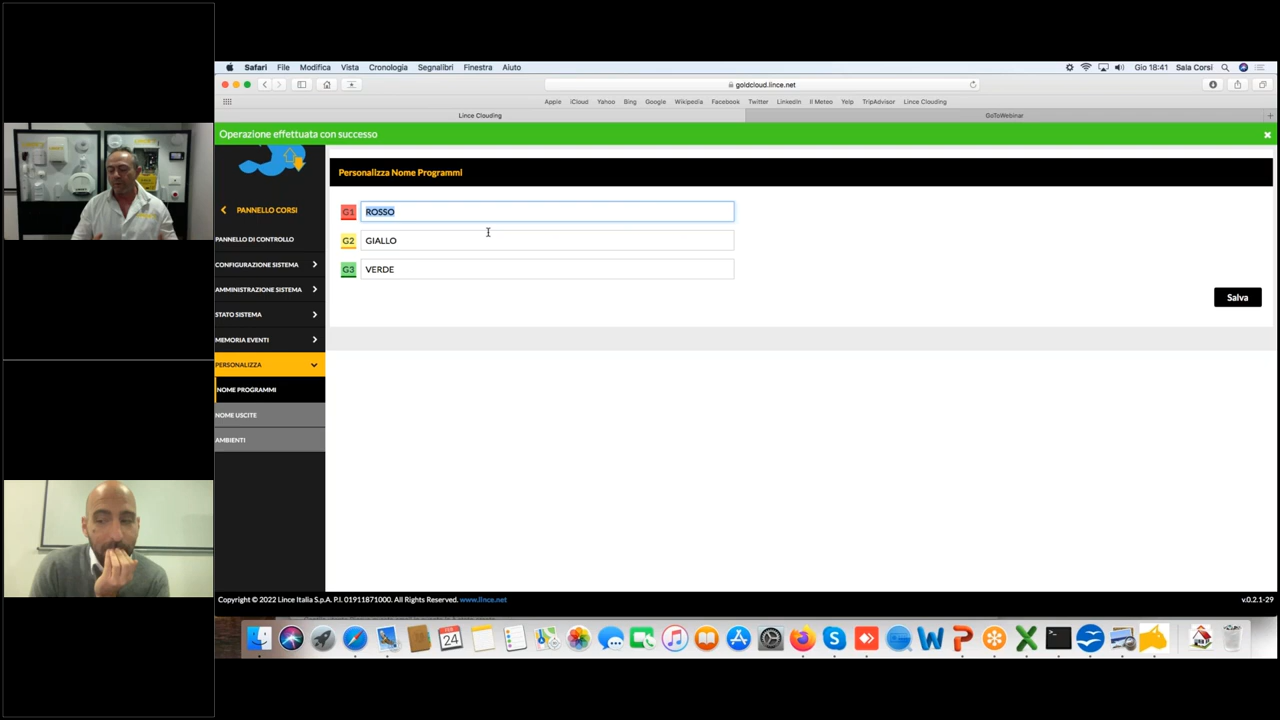 Safari File Modifica Vista Cronologia Segnalibri Finestra Aiuto
Gio 18:41 Sala Corsi
goldcloud.lince.net
Apple iCloud Yahoo Bing Google Wikipedia Facebook Twitter LinkedIn Il Meteo Yelp TripAdvisor Lince Clouding
Lince Clouding GoToWebinar
Operazione effettuata con successo
PANNELLO CORSI
PANNELLO DI CONTROLLO
CONFIGURAZIONE SISTEMA
AMMINISTRAZIONE SISTEMA
STATO SISTEMA
MEMORIA EVENTI
PERSONALIZZA
NOME PROGRAMMI
NOME USCITE
AMBIENTI
Personalizza Nome Programmi
G1 ROSSO
G2 GIALLO
G3 VERDE
Salva
Copyright © 2022 Lince Italia S.p.A. P.I. 01911871000. All Rights Reserved. www.lince.net
v.0.2.1-29
FEB
24